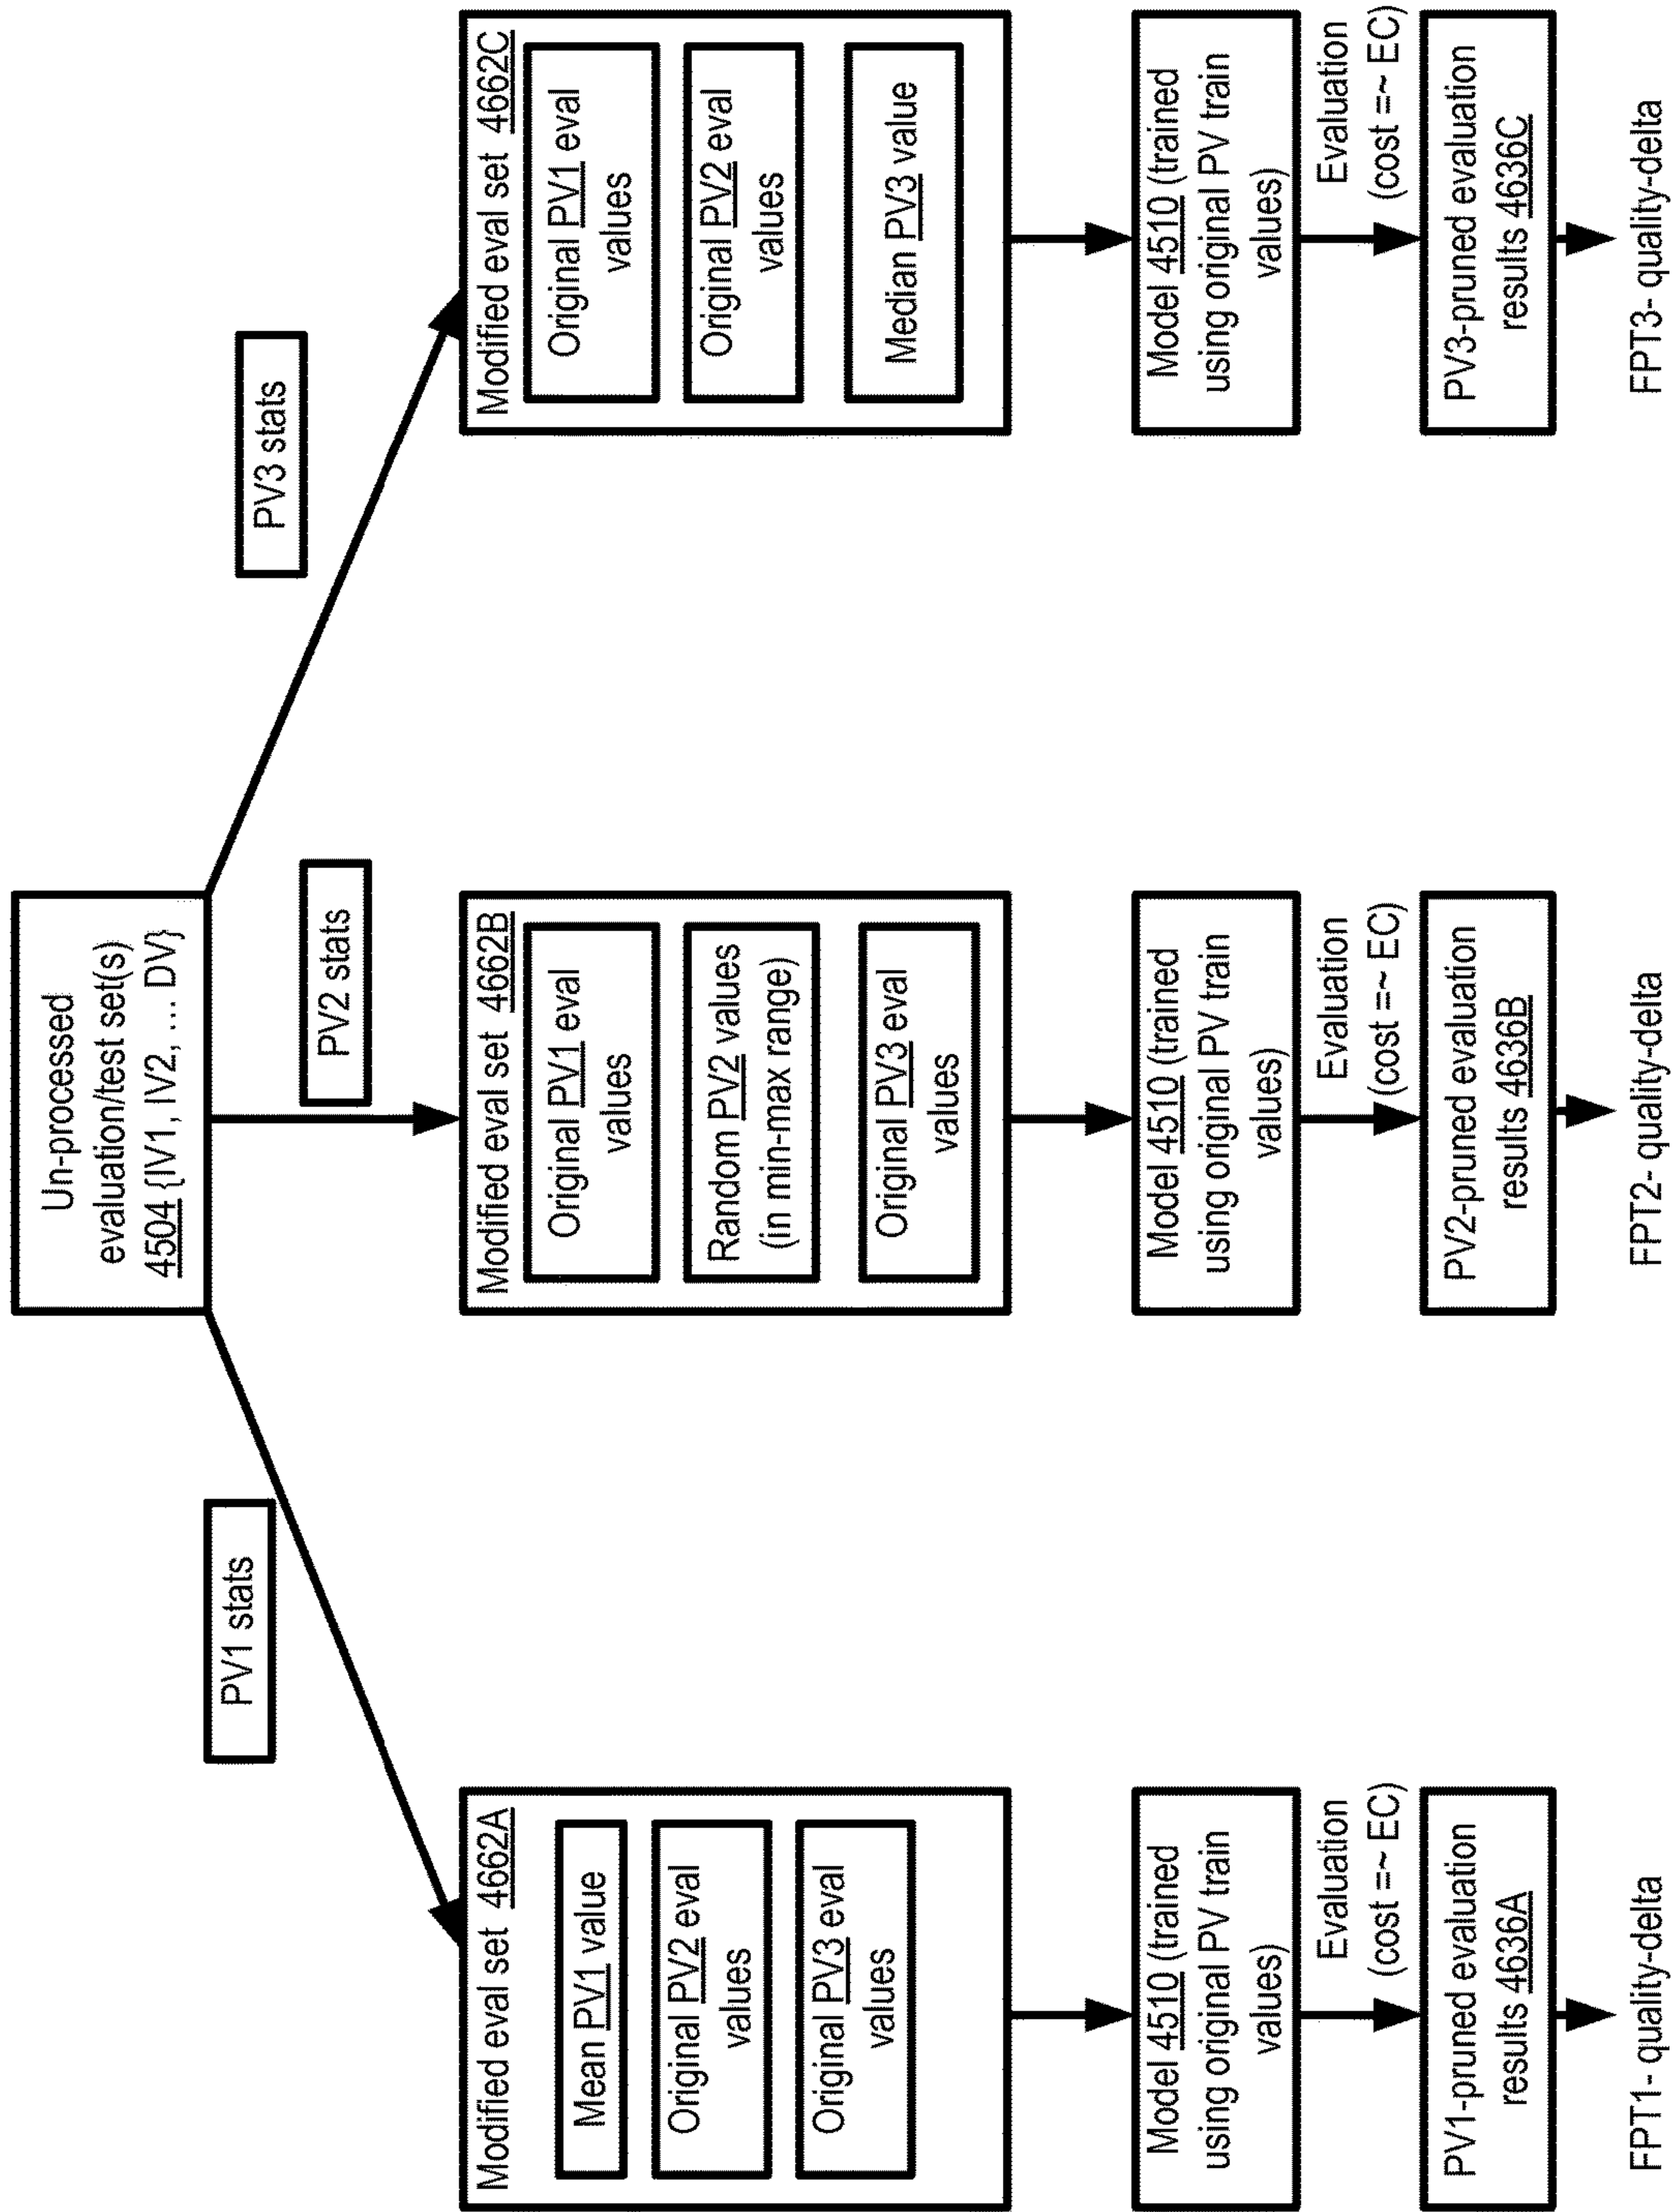 Un-processed
evaluation/test set(s)
4504 {IV1, IV2, ... DV}
PV1 stats
PV2 stats
PV3 stats
Modified eval set 4662A
Mean PV1 value
Original PV2 eval
values
Original PV3 eval
values
Modified eval set 4662B
Original PV1 eval
values
Random PV2 values
(in min-max range)
Original PV3 eval
values
Modified eval set 4662C
Original PV1 eval
values
Original PV2 eval
values
Median PV3 value
Model 4510 (trained
using original PV train
values)
Model 4510 (trained
using original PV train
values)
Model 4510 (trained
using original PV train
values)
Evaluation
(cost =~ EC)
Evaluation
(cost =~ EC)
Evaluation
(cost =~ EC)
PV1-pruned evaluation
results 4636A
PV2-pruned evaluation
results 4636B
PV3-pruned evaluation
results 4636C
FPT1- quality-delta
FPT2- quality-delta
FPT3- quality-delta